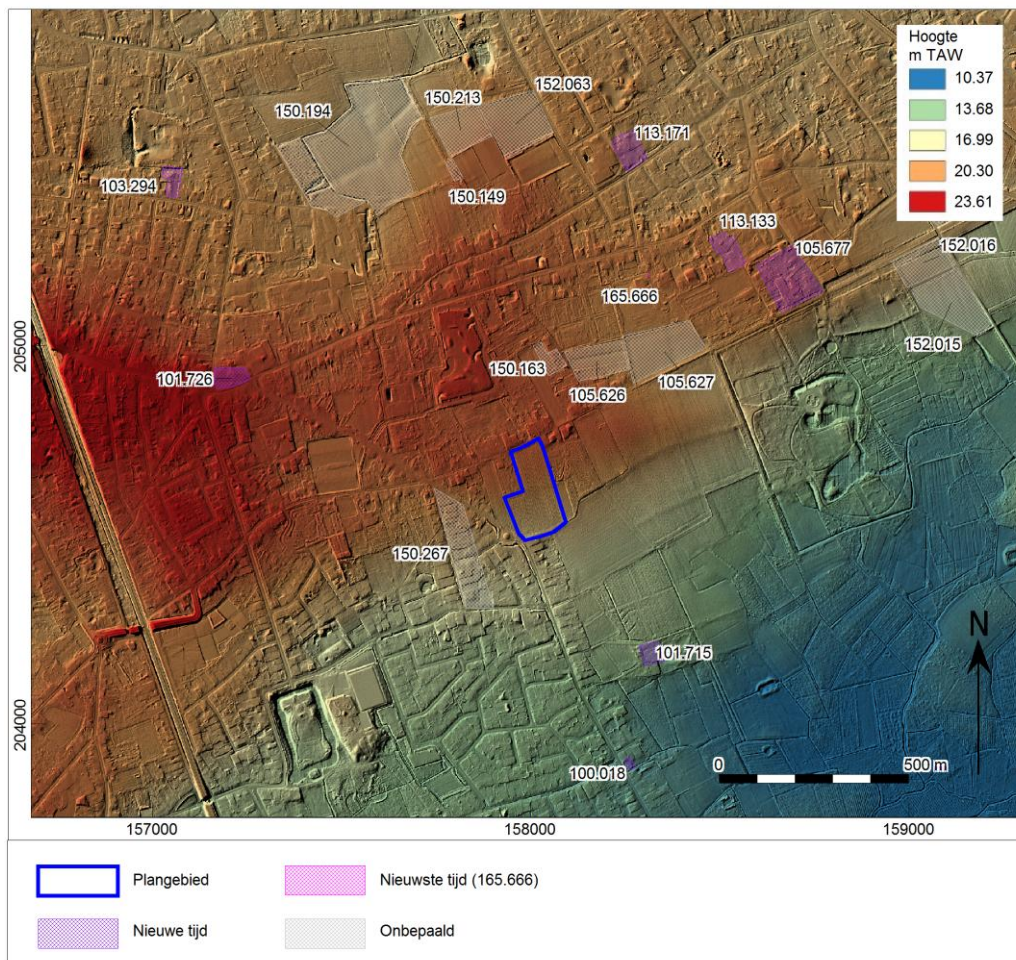 Hoogte
m TAW
10.37
13.68
16.99
20.30
23.61
150.194
150.213
152.063
113.171
103.294
150.149
113.133
105.677
152.016
165.666
152.015
150.163
101.726
105.626
105.627
150.267
101.715
100.018
205000
204000
N
0 500 m
157000 158000 159000
Plangebied
Nieuwste tijd (165.666)
Nieuwe tijd
Onbepaald